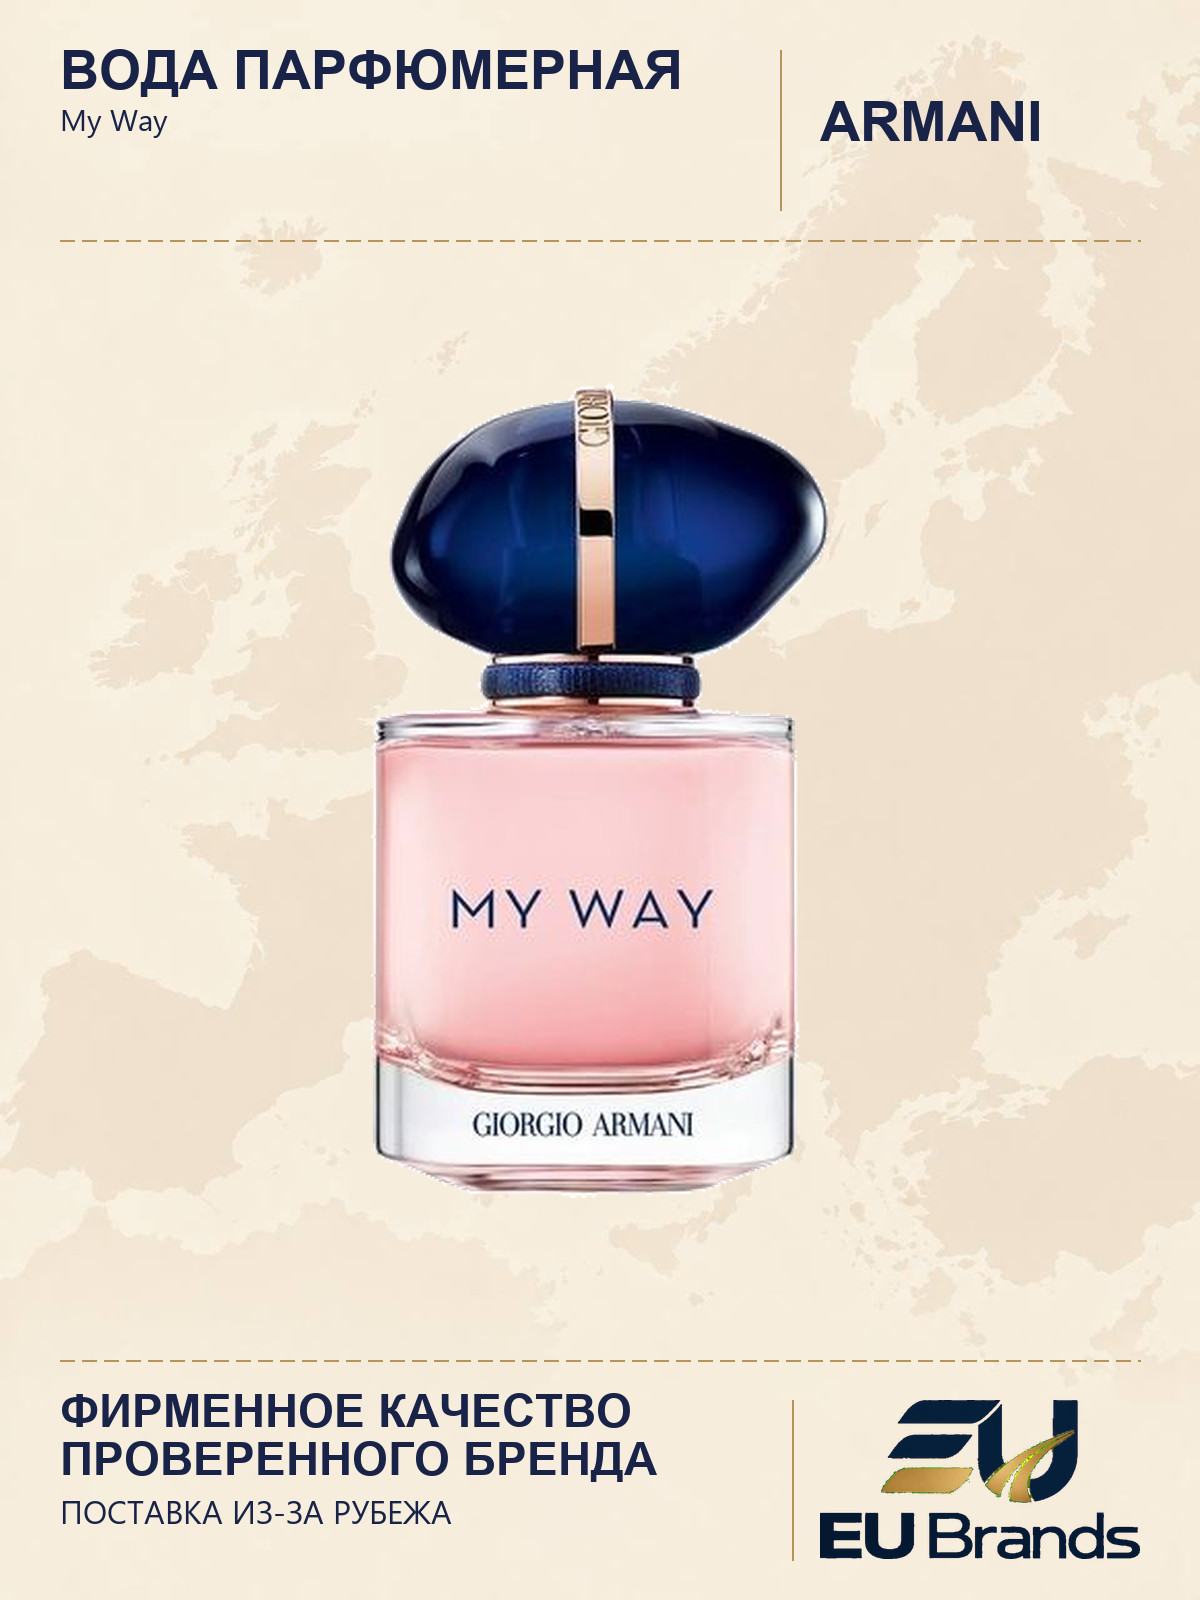 ВОДА ПАРФЮМЕРНАЯ
My Way
ARMANI
MY WAY
GIORGIO ARMANI
ФИРМЕННОЕ КАЧЕСТВО
ПРОВЕРЕННОГО БРЕНДА
ПОСТАВКА ИЗ-ЗА РУБЕЖА
EU
EU Brands